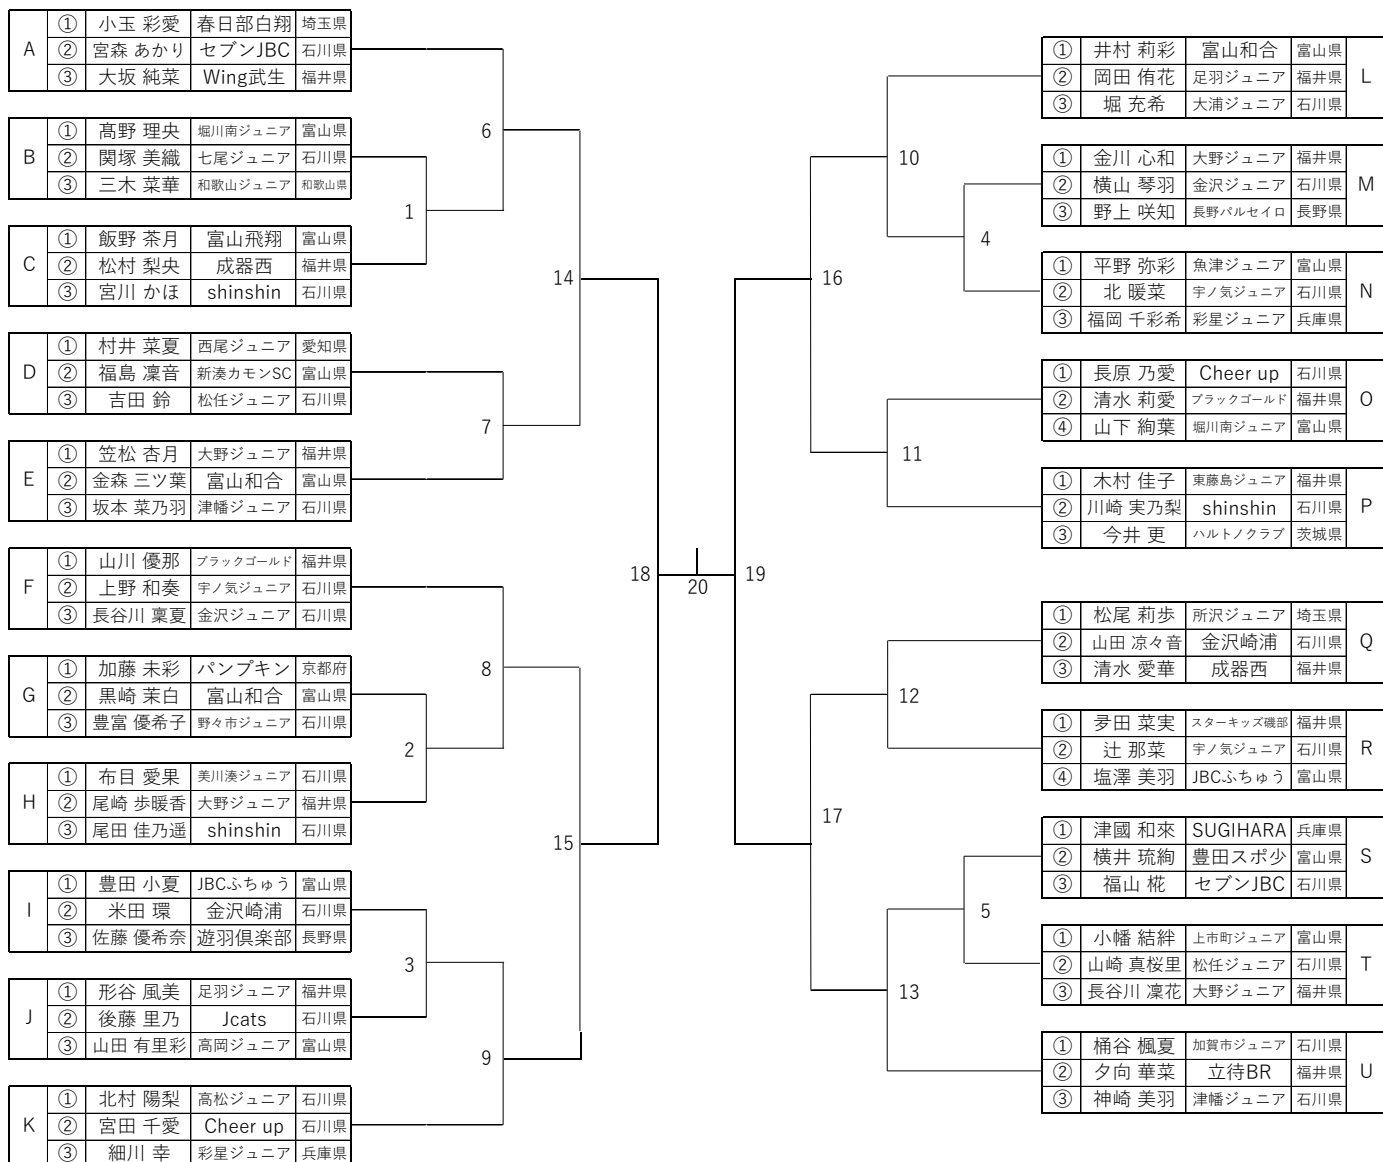 A
① 小玉 彩愛 春日部白翔 埼玉県
② 宮森 あかり セブンJBC 石川県
③ 大坂 純菜 Wing武生 福井県
B
① 髙野 理央 堀川南ジュニア 富山県
② 関塚 美織 七尾ジュニア 石川県
③ 三木 菜華 和歌山ジュニア 和歌山県
C
① 飯野 茶月 富山飛翔 富山県
② 松村 梨央 成器西 福井県
③ 宮川 かほ shinshin 石川県
D
① 村井 菜夏 西尾ジュニア 愛知県
② 福島 凜音 新湊カモンSC 富山県
③ 吉田 鈴 松任ジュニア 石川県
E
① 笠松 杏月 大野ジュニア 福井県
② 金森 三ツ葉 富山和合 富山県
③ 坂本 菜乃羽 津幡ジュニア 石川県
F
① 山川 優那 ブラックゴールド 福井県
② 上野 和奏 宇ノ気ジュニア 石川県
③ 長谷川 稟夏 金沢ジュニア 石川県
G
① 加藤 未彩 パンプキン 京都府
② 黒崎 茉白 富山和合 富山県
③ 豊富 優希子 野々市ジュニア 石川県
H
① 布目 愛果 美川湊ジュニア 石川県
② 尾崎 歩暖香 大野ジュニア 福井県
③ 尾田 佳乃遥 shinshin 石川県
I
① 豊田 小夏 JBCふちゅう 富山県
② 米田 環 金沢崎浦 石川県
③ 佐藤 優希奈 遊羽倶楽部 長野県
J
① 形谷 風美 足羽ジュニア 福井県
② 後藤 里乃 Jcats 石川県
③ 山田 有里彩 高岡ジュニア 富山県
K
① 北村 陽梨 高松ジュニア 石川県
② 宮田 千愛 Cheer up 石川県
③ 細川 幸 彩星ジュニア 兵庫県
6
1
14
7
18
8
2
15
3
9
20
19
10
4
16
11
12
17
5
13
① 井村 莉彩 富山和合 富山県
② 岡田 侑花 足羽ジュニア 福井県
③ 堀 充希 大浦ジュニア 石川県
L
① 金川 心和 大野ジュニア 福井県
② 横山 琴羽 金沢ジュニア 石川県
③ 野上 咲知 長野パルセイロ 長野県
M
① 平野 弥彩 魚津ジュニア 富山県
② 北 暖菜 宇ノ気ジュニア 石川県
③ 福岡 千彩希 彩星ジュニア 兵庫県
N
① 長原 乃愛 Cheer up 石川県
② 清水 莉愛 ブラックゴールド 福井県
④ 山下 絢葉 堀川南ジュニア 富山県
O
① 木村 佳子 東藤島ジュニア 福井県
② 川崎 実乃梨 shinshin 石川県
③ 今井 更 ハルトノクラブ 茨城県
P
① 松尾 莉歩 所沢ジュニア 埼玉県
② 山田 凉々音 金沢崎浦 石川県
③ 清水 愛華 成器西 福井県
Q
① 夛田 菜実 スターキッズ磯部 福井県
② 辻 那菜 宇ノ気ジュニア 石川県
④ 塩澤 美羽 JBCふちゅう 富山県
R
① 津國 和來 SUGIHARA 兵庫県
② 横井 琉絢 豊田スポ少 富山県
③ 福山 椛 セブンJBC 石川県
S
① 小幡 結絆 上市町ジュニア 富山県
② 山崎 真桜里 松任ジュニア 石川県
③ 長谷川 凜花 大野ジュニア 福井県
T
① 桶谷 楓夏 加賀市ジュニア 石川県
② 夕向 華菜 立待BR 福井県
③ 神崎 美羽 津幡ジュニア 石川県
U